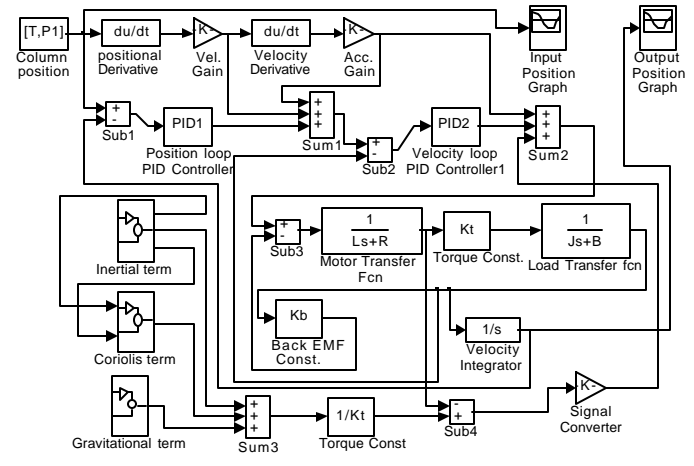 [T,P1]
Column
position
du/dt
positional
Derivative
K-
Vel.
Gain
du/dt
Velocity
Derivative
K-
Acc.
Gain
Input
Position
Graph
Output
Position
Graph
+
-
Sub1
PID1
Position loop
PID Controller
+
+
+
Sum1
+
-
Sub2
PID2
Velocity loop
PID Controller1
+
+
+
Sum2
Inertial term
+
-
Sub3
1
Ls+R
Motor Transfer
Fcn
Kt
Torque Const.
1
Js+B
Load Transfer fcn
Coriolis term
Kb
Back EMF
Const.
1/s
Velocity
Integrator
Gravitational term
+
+
+
Sum3
1/Kt
Torque Const
-
+
Sub4
K-
Signal
Converter